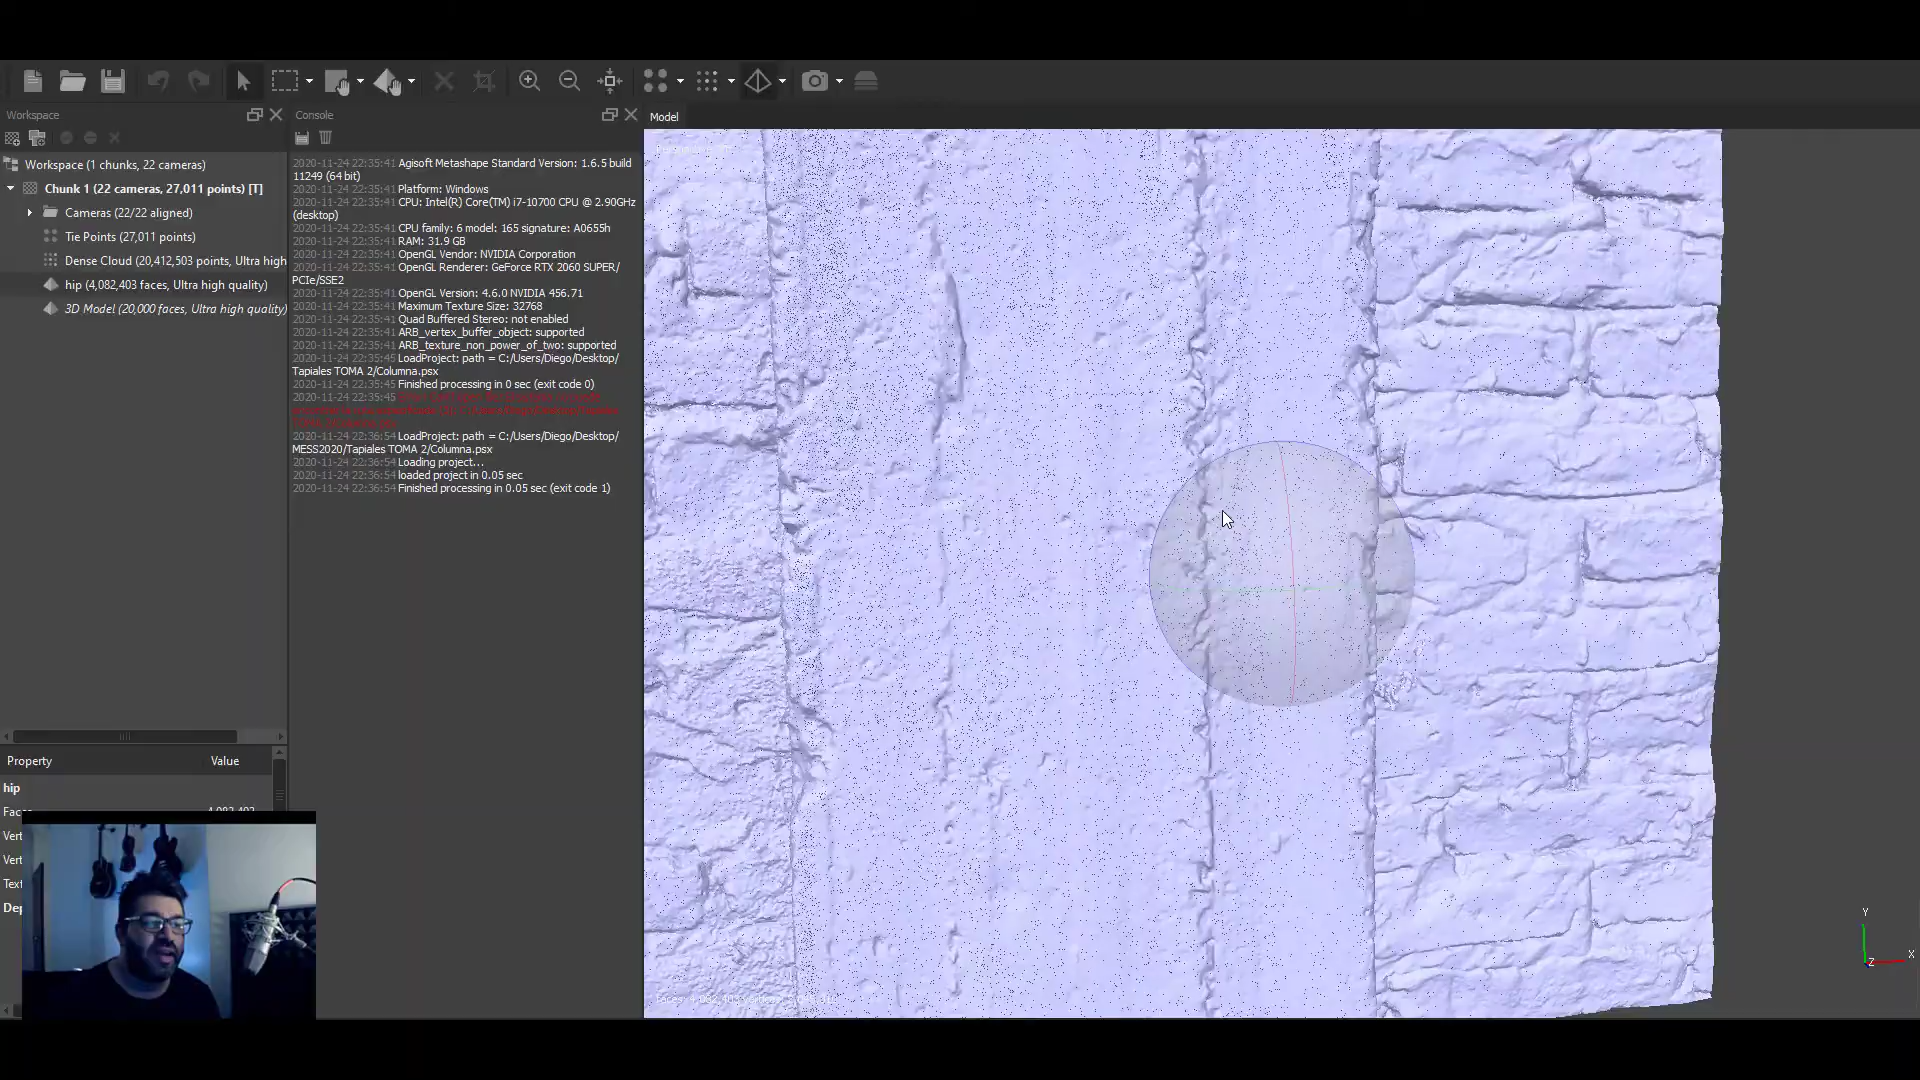 Workspace
Workspace (1 chunks, 22 cameras)
Chunk 1 (22 cameras, 27,011 points) [T]
Cameras (22/22 aligned)
Tie Points (27,011 points)
Dense Cloud (20,412,503 points, Ultra high
hip (4,082,403 faces, Ultra high quality)
3D Model (20,000 faces, Ultra high quality)
Property Value
hip
Face 4,082,403
Vert
Vert
Text
Dep
Console
2020-11-24 22:35:41 Agisoft Metashape Standard Version: 1.6.5 build
11249 (64 bit)
2020-11-24 22:35:41 Platform: Windows
2020-11-24 22:35:41 CPU: Intel(R) Core(TM) i7-10700 CPU @ 2.90GHz
(desktop)
2020-11-24 22:35:41 CPU family: 6 model: 165 signature: A0655h
2020-11-24 22:35:41 RAM: 31.9 GB
2020-11-24 22:35:41 OpenGL Vendor: NVIDIA Corporation
2020-11-24 22:35:41 OpenGL Renderer: GeForce RTX 2060 SUPER/
PCIe/SSE2
2020-11-24 22:35:41 OpenGL Version: 4.6.0 NVIDIA 456.71
2020-11-24 22:35:41 Maximum Texture Size: 32768
2020-11-24 22:35:41 Quad Buffered Stereo: not enabled
2020-11-24 22:35:41 ARB_vertex_buffer_object: supported
2020-11-24 22:35:41 ARB_texture_non_power_of_two: supported
2020-11-24 22:35:45 LoadProject: path = C:/Users/Diego/Desktop/
Tapiales TOMA 2/Columna.psx
2020-11-24 22:35:45 Finished processing in 0 sec (exit code 0)
2020-11-24 22:35:45
2020-11-24 22:36:54 LoadProject: path = C:/Users/Diego/Desktop/
MESS2020/Tapiales TOMA 2/Columna.psx
2020-11-24 22:36:54 Loading project...
2020-11-24 22:36:54 loaded project in 0.05 sec
2020-11-24 22:36:54 Finished processing in 0.05 sec (exit code 1)
Model
Y
X
Z